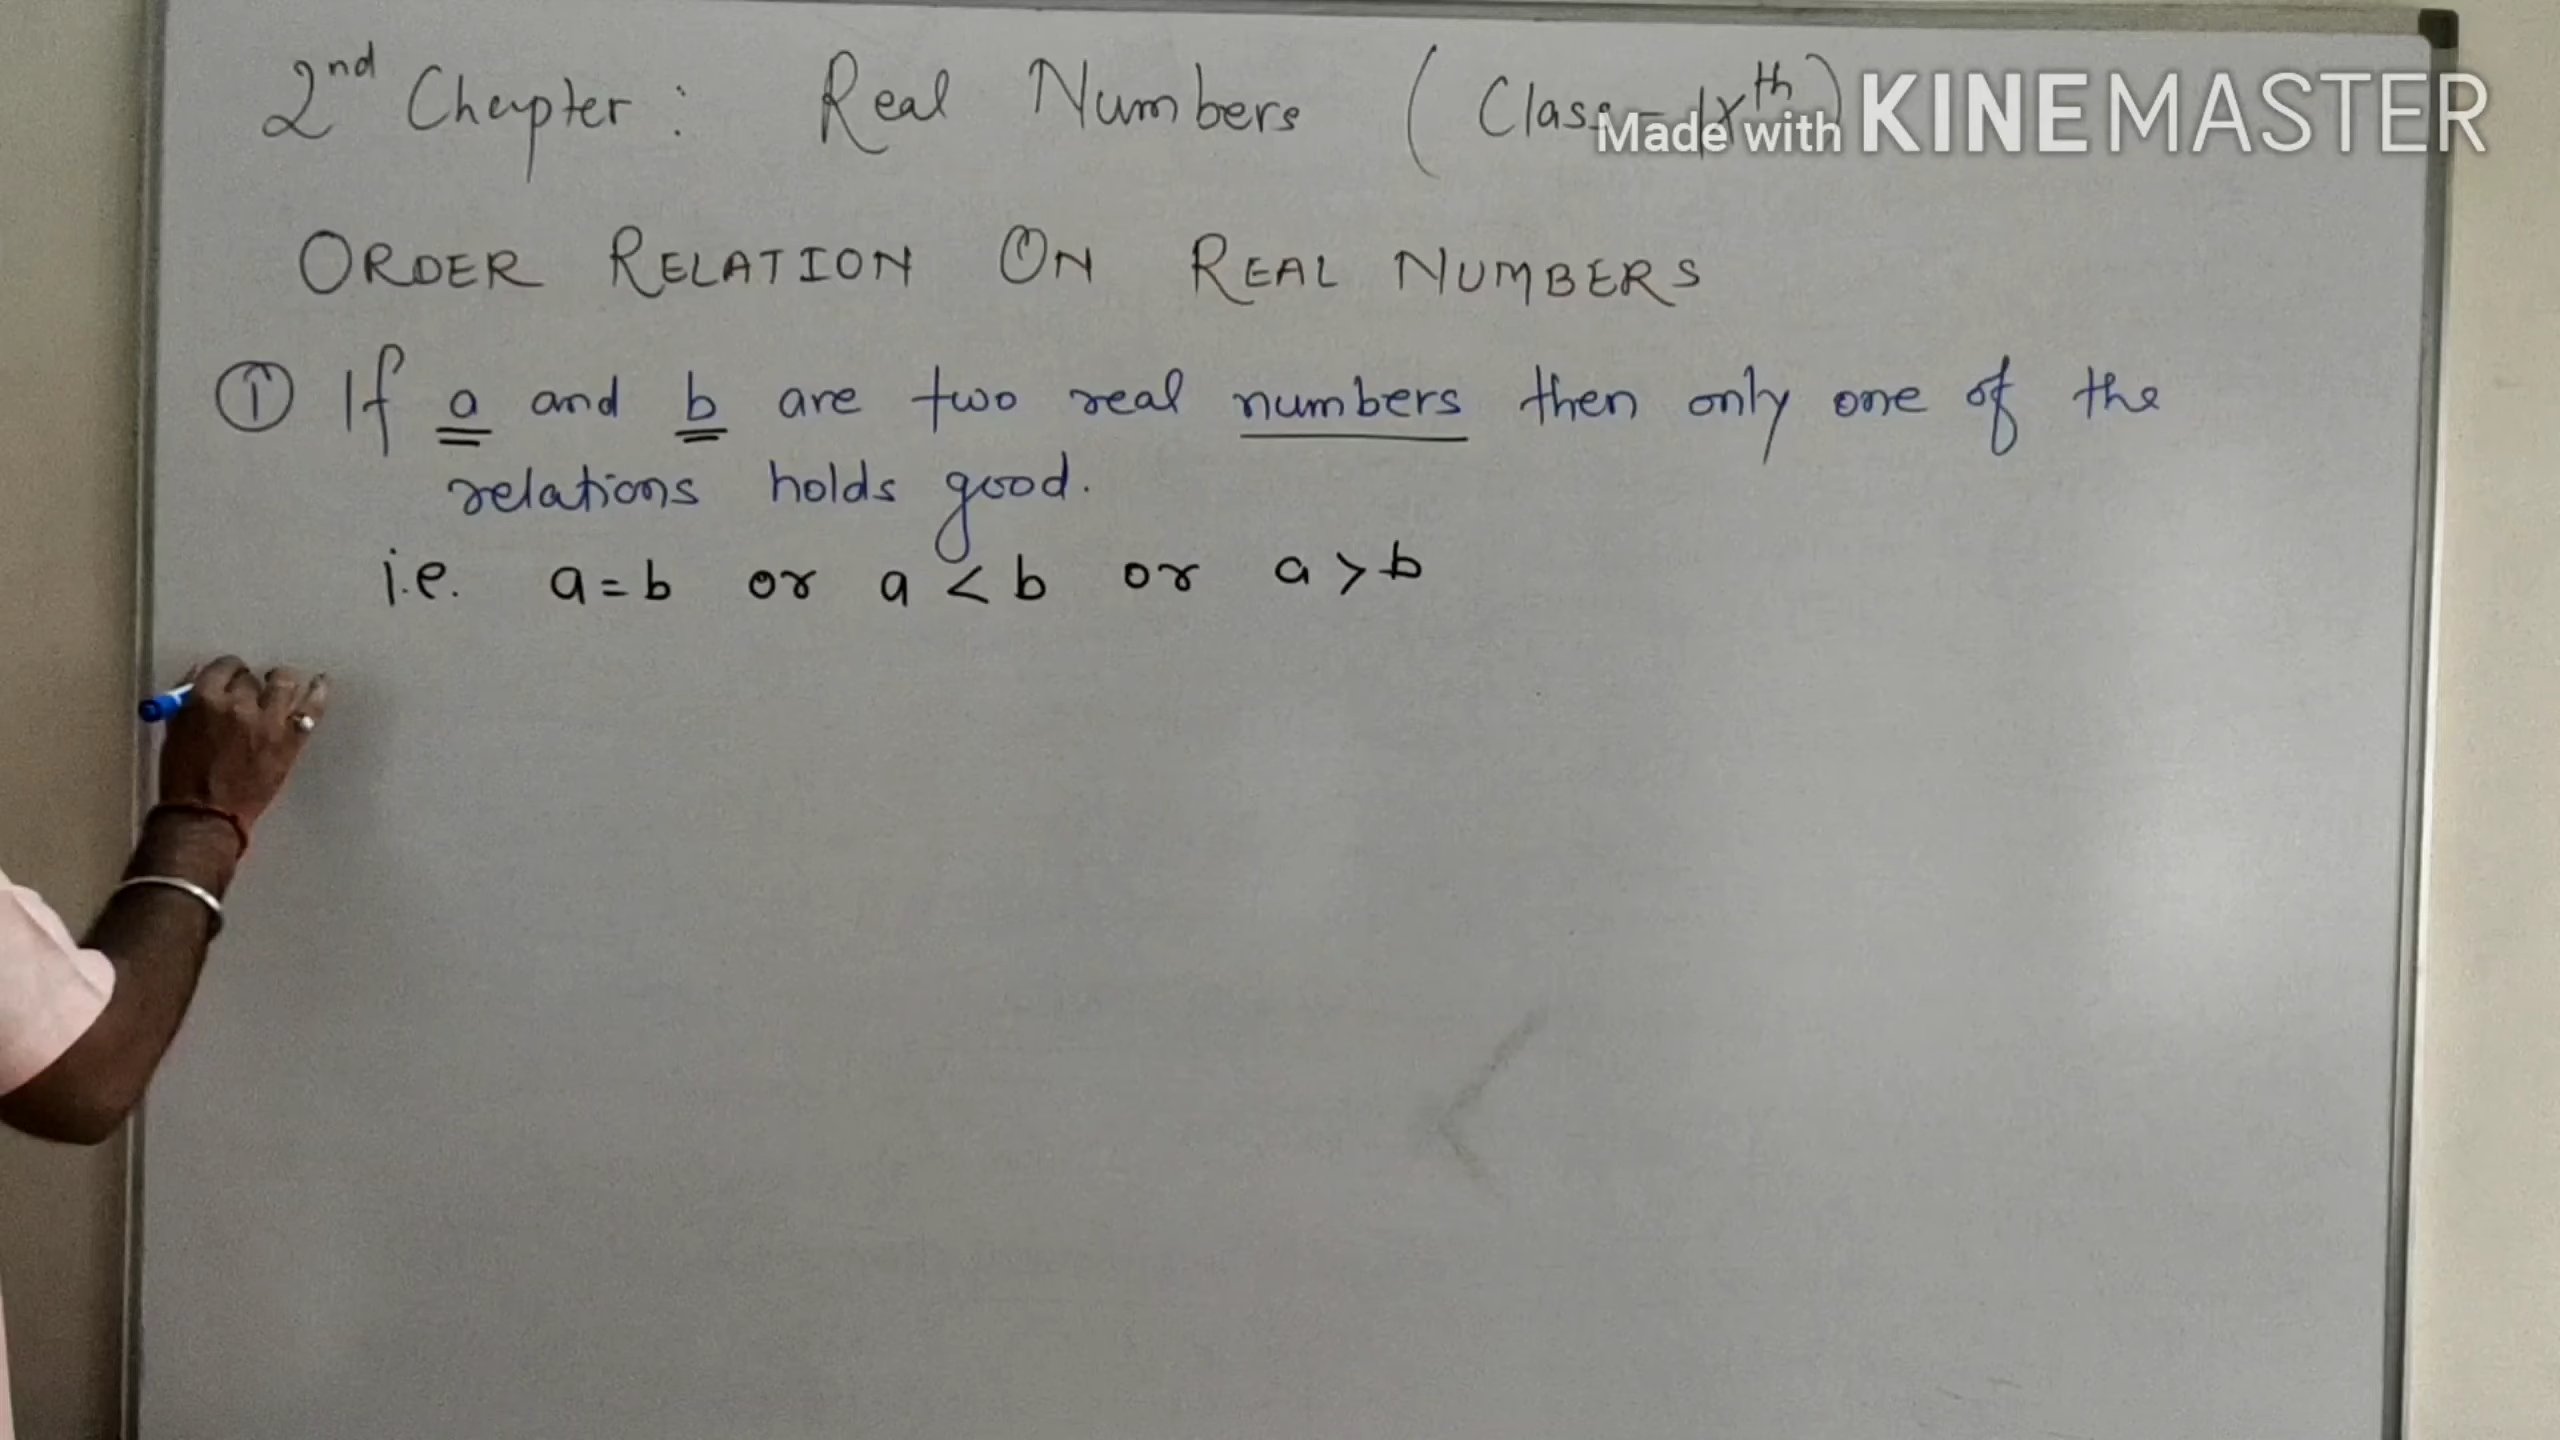 2nd Chapter: Real Numbers (Class-IXth)
Made with KINEMASTER
ORDER RELATION ON REAL NUMBERS
① If a and b are two real numbers then only one of the
relations holds good.
i.e. a=b or a < b or a > b